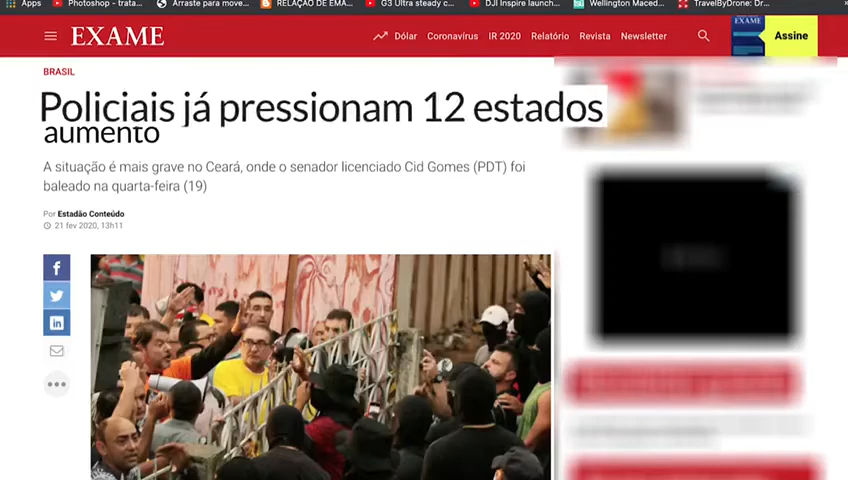 Apps Photoshop - trata... Arraste para move... RELAÇÃO DE EMA... G3 Ultra steady c... DJI Inspire launch... Wellington Maced... TravelByDrone: Dr...
EXAME Dólar Coronavírus IR 2020 Relatório Revista Newsletter EXAME Assine
BRASIL
Policiais já pressionam 12 estados
aumento
A situação é mais grave no Ceará, onde o senador licenciado Cid Gomes (PDT) foi
baleado na quarta-feira (19)
Por Estadão Conteúdo
21 fev 2020, 13h11